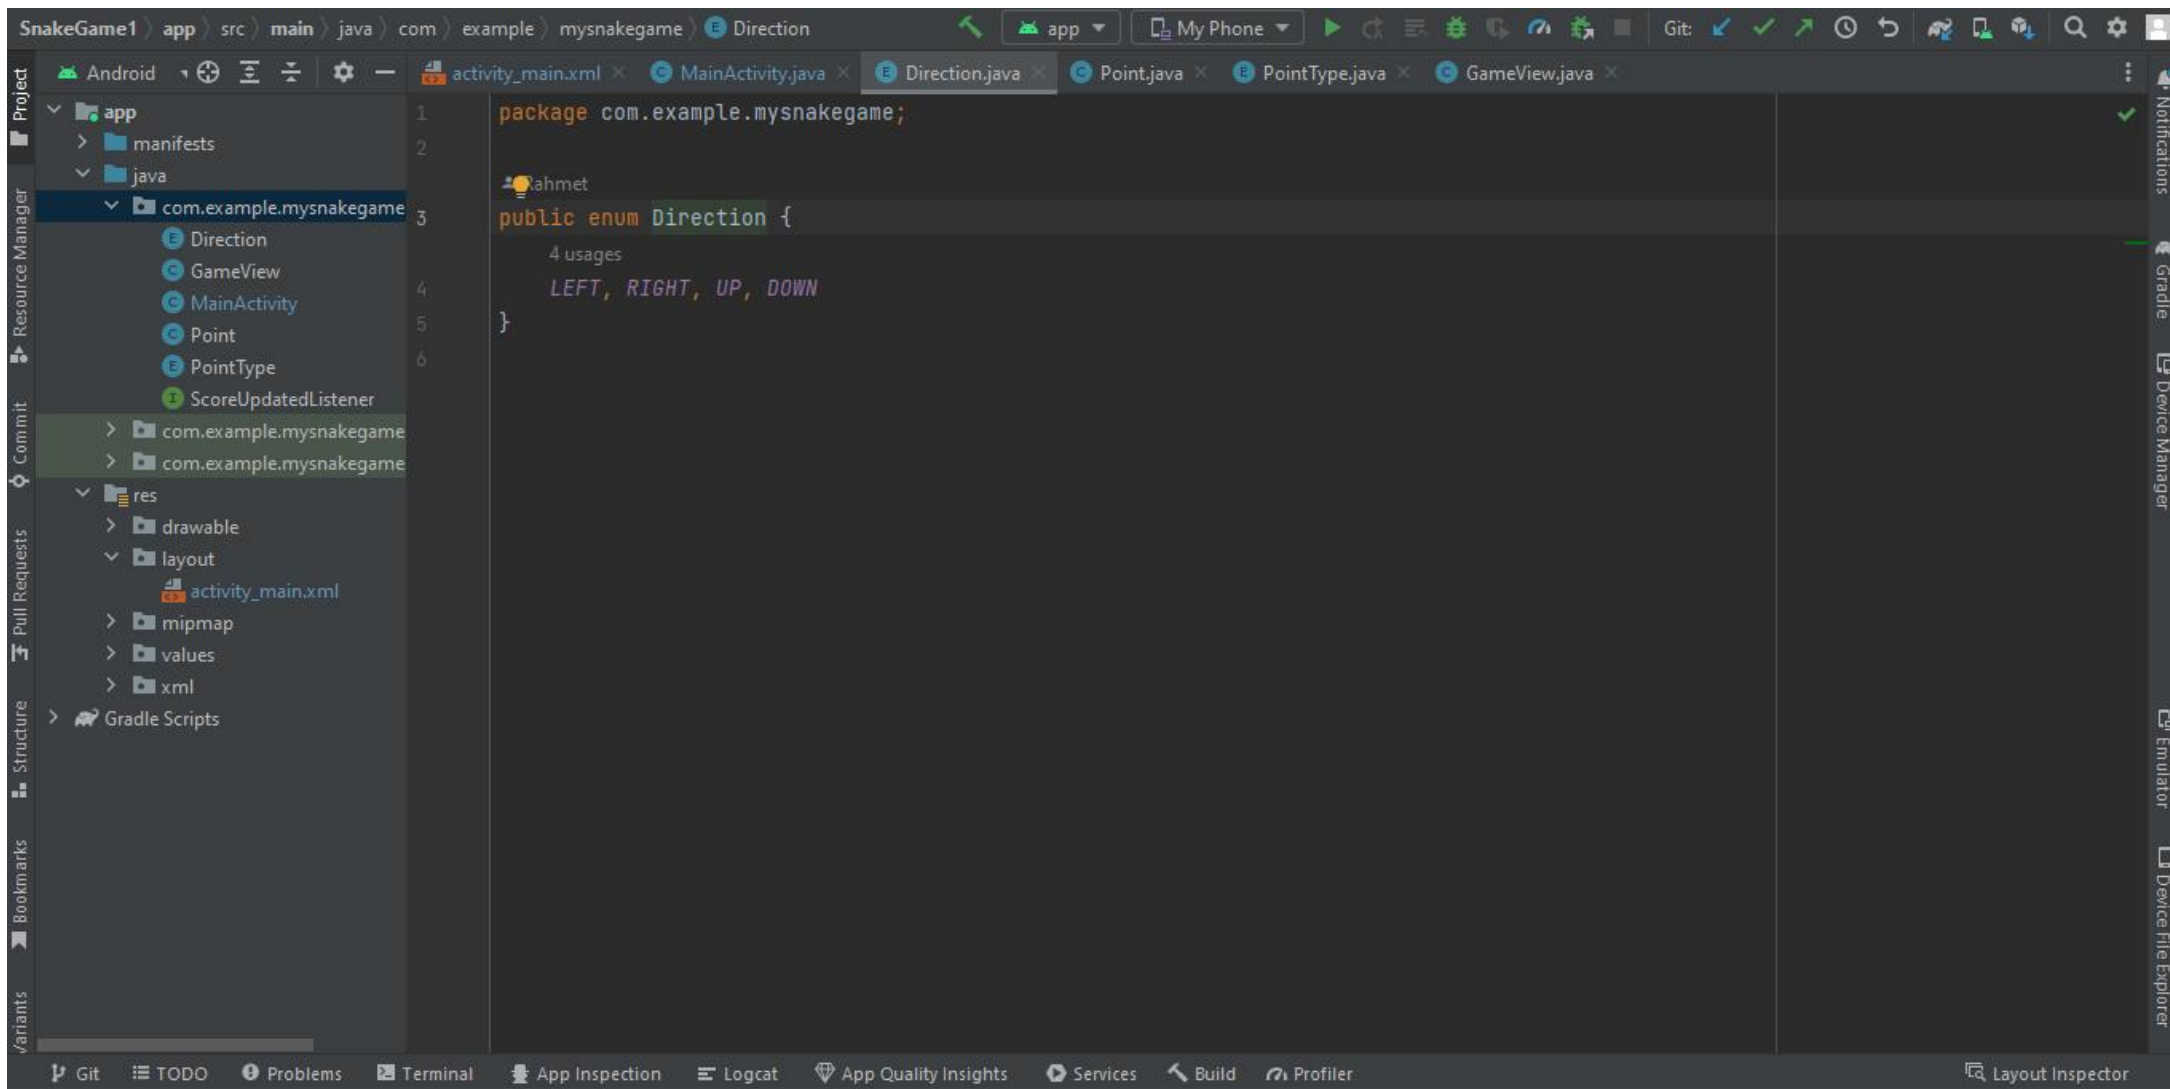 SnakeGame1 app src main java com example mysnakegame Direction app My Phone Git:
Android activity_main.xml MainActivity.java Direction.java Point.java PointType.java GameView.java
Project
Resource Manager
Commit
Pull Requests
Structure
Bookmarks
app
manifests
java
com.example.mysnakegame
Direction
GameView
MainActivity
Point
PointType
ScoreUpdatedListener
com.example.mysnakegame
com.example.mysnakegame
res
drawable
layout
activity_main.xml
mipmap
values
xml
Gradle Scripts
1 package com.example.mysnakegame;
2
3 public enum Direction {
4 usages
4 LEFT, RIGHT, UP, DOWN
5 }
6
Notifications
Gradle
Device Manager
Emulator
Device File Explorer
Git TODO Problems Terminal App Inspection Logcat App Quality Insights Services Build Profiler Layout Inspector